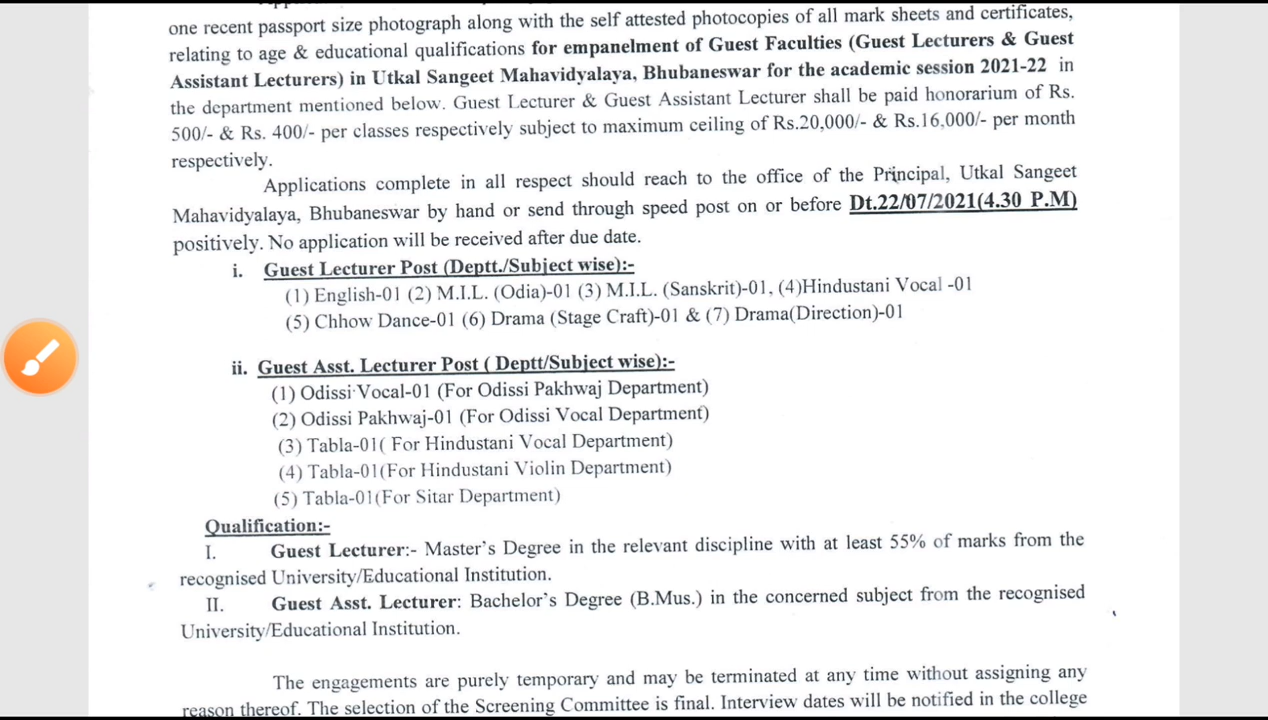 one recent passport size photograph along with the self attested photocopies of all mark sheets and certificates,
relating to age & educational qualifications for empanelment of Guest Faculties (Guest Lecturers & Guest
Assistant Lecturers) in Utkal Sangeet Mahavidyalaya, Bhubaneswar for the academic session 2021-22 in
the department mentioned below. Guest Lecturer & Guest Assistant Lecturer shall be paid honorarium of Rs.
500/- & Rs. 400/- per classes respectively subject to maximum ceiling of Rs.20,000/- & Rs.16,000/- per month
respectively.
Applications complete in all respect should reach to the office of the Principal, Utkal Sangeet
Mahavidyalaya, Bhubaneswar by hand or send through speed post on or before Dt.22/07/2021(4.30 P.M)
positively. No application will be received after due date.
i. Guest Lecturer Post (Deptt./Subject wise):-
(1) English-01 (2) M.I.L. (Odia)-01 (3) M.I.L. (Sanskrit)-01, (4)Hindustani Vocal -01
(5) Chhow Dance-01 (6) Drama (Stage Craft)-01 & (7) Drama(Direction)-01
ii. Guest Asst. Lecturer Post ( Deptt/Subject wise):-
(1) Odissi Vocal-01 (For Odissi Pakhwaj Department)
(2) Odissi Pakhwaj-01 (For Odissi Vocal Department)
(3) Tabla-01( For Hindustani Vocal Department)
(4) Tabla-01(For Hindustani Violin Department)
(5) Tabla-01(For Sitar Department)
Qualification:-
I. Guest Lecturer:- Master's Degree in the relevant discipline with at least 55% of marks from the
recognised University/Educational Institution.
II. Guest Asst. Lecturer: Bachelor's Degree (B.Mus.) in the concerned subject from the recognised
University/Educational Institution.
The engagements are purely temporary and may be terminated at any time without assigning any
reason thereof. The selection of the Screening Committee is final. Interview dates will be notified in the college